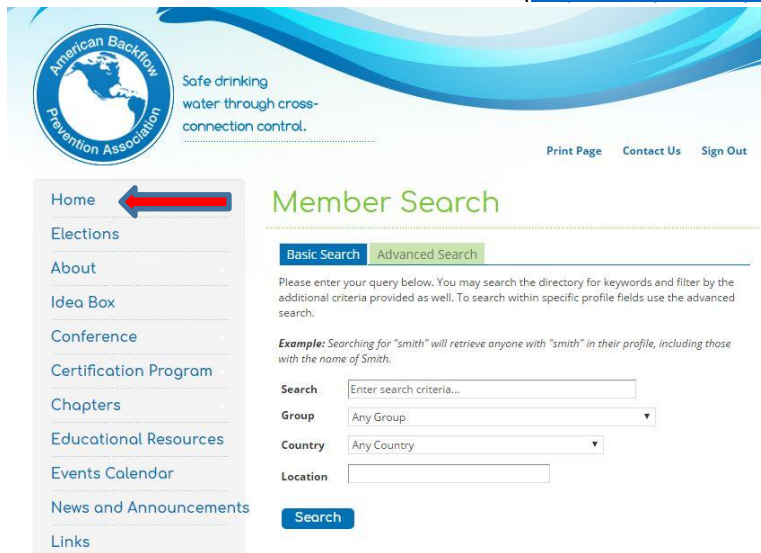 American Backflow
Prevention Association
Safe drinking
water through cross-
connection control.
Print Page Contact Us Sign Out
Home
Elections
About
Idea Box
Conference
Certification Program
Chapters
Educational Resources
Events Calendar
News and Announcements
Links
Member Search
Basic Search Advanced Search
Please enter your query below. You may search the directory for keywords and filter by the
additional criteria provided as well. To search within specific profile fields use the advanced
search.
Example: Searching for "smith" will retrieve anyone with "smith" in their profile, including those
with the name of Smith.
Search Enter search criteria...
Group Any Group
Country Any Country
Location
Search